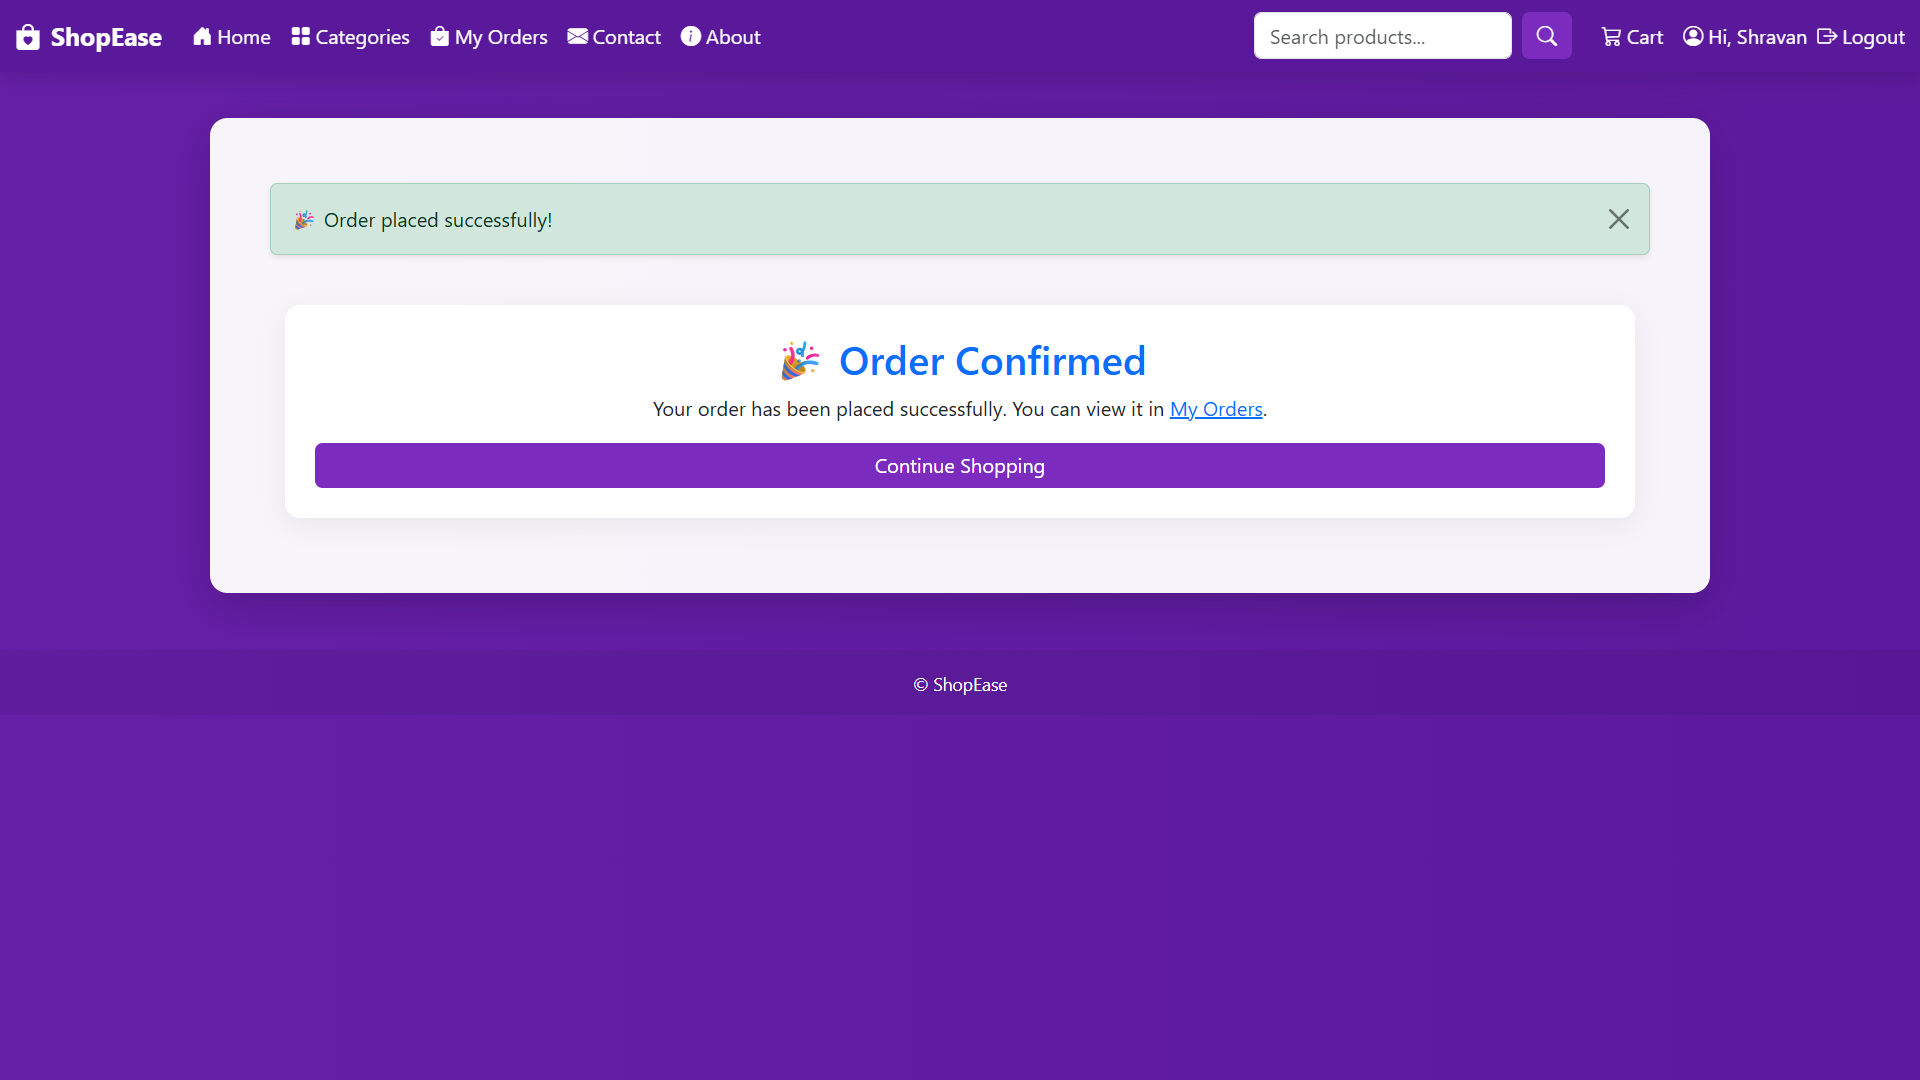 ShopEase Home Categories My Orders Contact About Search products... Cart Hi, Shravan Logout
🎉 Order placed successfully!
🎉 Order Confirmed
Your order has been placed successfully. You can view it in My Orders.
Continue Shopping
© ShopEase